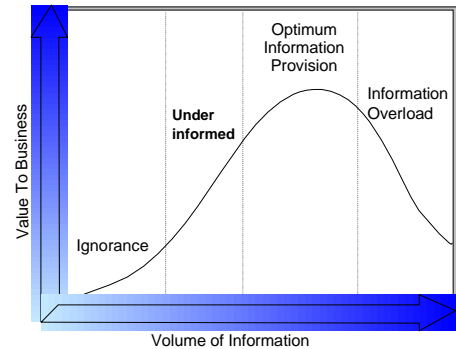 Optimum
Information
Provision
Information
Overload
Under
informed
Ignorance
Value To Business
Volume of Information